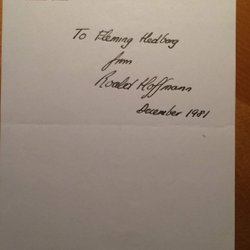 To Fleming Hedborg
from
Roald Hoffmann
December 1981